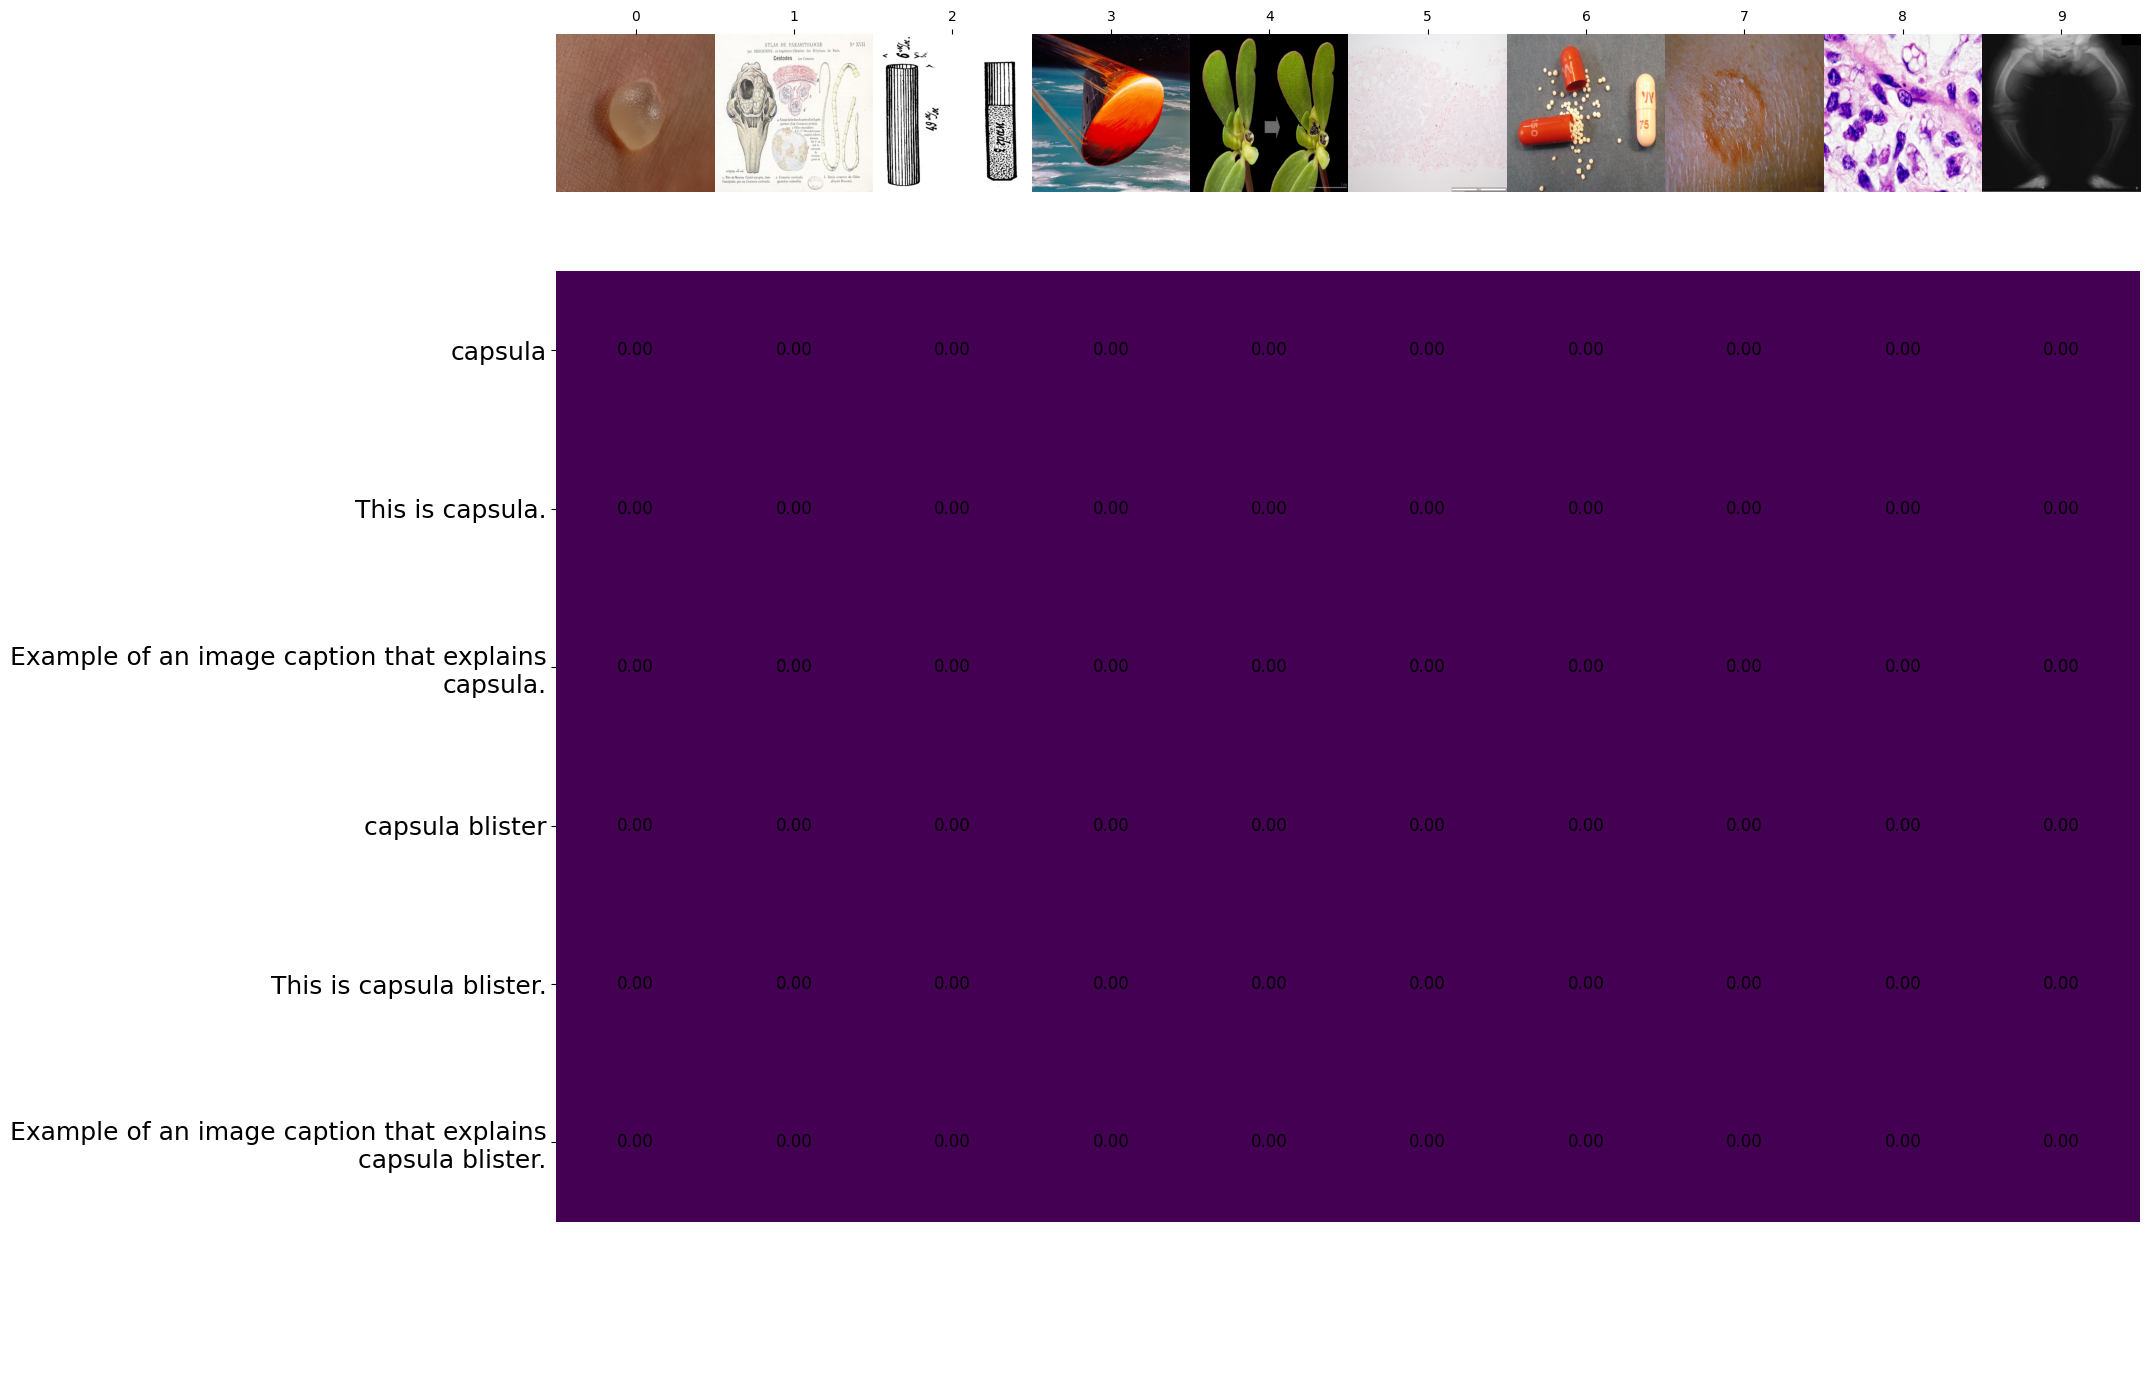 0 1 2 3 4 5 6 7 8 9
ATLAS DE PARASITOLOGIE
Cestodes
capsula 0.00 0.00 0.00 0.00 0.00 0.00 0.00 0.00 0.00 0.00
This is capsula. 0.00 0.00 0.00 0.00 0.00 0.00 0.00 0.00 0.00 0.00
Example of an image caption that explains
capsula. 0.00 0.00 0.00 0.00 0.00 0.00 0.00 0.00 0.00 0.00
capsula blister 0.00 0.00 0.00 0.00 0.00 0.00 0.00 0.00 0.00 0.00
This is capsula blister. 0.00 0.00 0.00 0.00 0.00 0.00 0.00 0.00 0.00 0.00
Example of an image caption that explains
capsula blister. 0.00 0.00 0.00 0.00 0.00 0.00 0.00 0.00 0.00 0.00